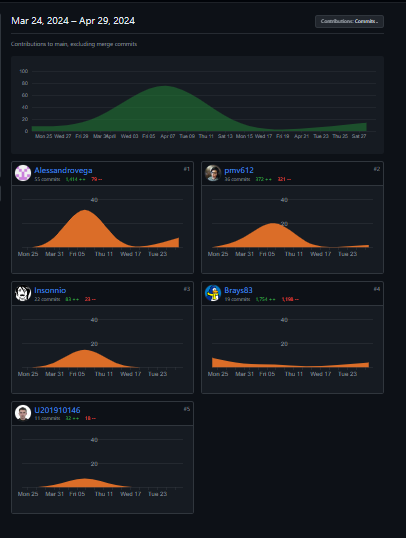 Mar 24, 2024 – Apr 29, 2024
Contributions: Commits
Contributions to main, excluding merge commits
100
80
60
40
20
0
Mon 25 Wed 27 Fri 29 Mar 31 Wed 03 Fri 05 Apr 07 Tue 09 Thu 11 Sat 13 Mon 15 Wed 17 Fri 19 Apr 21 Tue 23 Thu 25 Sat 27
Alessandrovega #1
55 commits 1,414 ++ 79 --
40
Mon 25 Mar 31 Fri 05 Thu 11 Wed 17 Tue 23
pmv612 #2
36 commits 372 ++ 321 --
40
20
Mon 25 Mar 31 Fri 05 Thu 11 Wed 17 Tue 23
Insonnio #3
22 commits 83 ++ 23 --
40
20
Mon 25 Mar 31 Fri 05 Thu 11 Wed 17 Tue 23
Brays83 #4
19 commits 1,754 ++ 1,198 --
40
20
Mon 25 Mar 31 Fri 05 Thu 11 Wed 17 Tue 23
U201910146 #5
11 commits 32 ++ 18 --
40
20
Mon 25 Mar 31 Fri 05 Thu 11 Wed 17 Tue 23